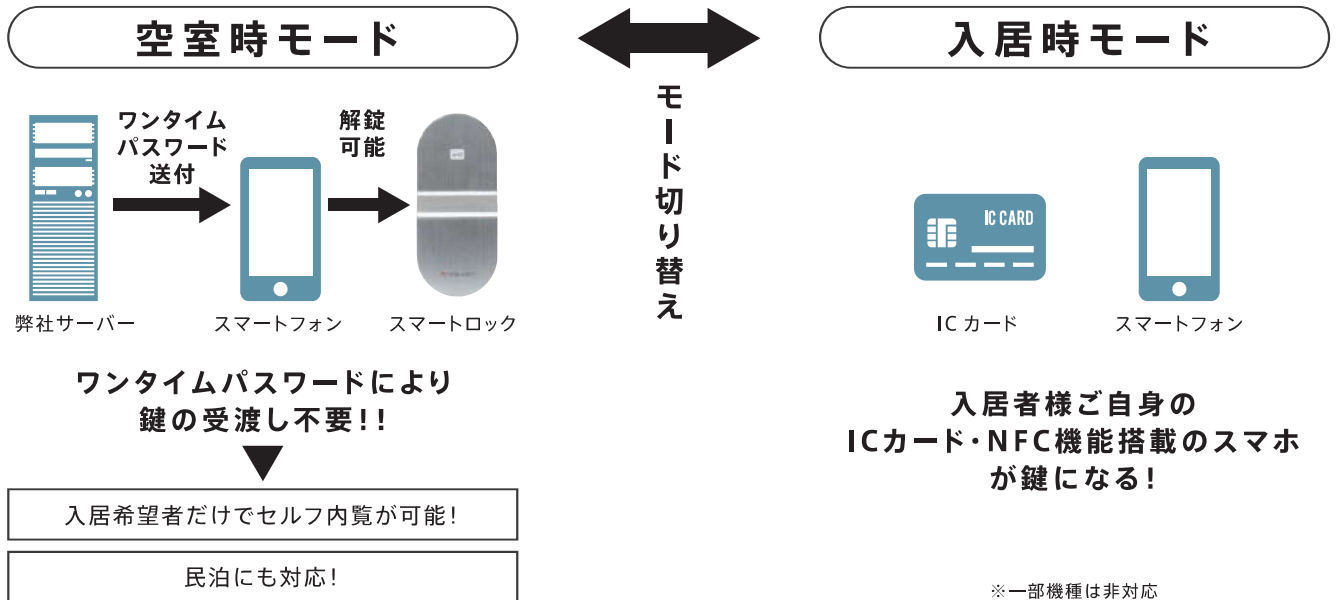 空室時モード
ワンタイム
パスワード
送付
解錠
可能
弊社サーバー
スマートフォン
スマートロック
ワンタイムパスワードにより
鍵の受渡し不要!!
入居希望者だけでセルフ内覧が可能!
民泊にも対応!
モード切り替え
入居時モード
IC CARD
ICカード
スマートフォン
入居者様ご自身の
ICカード・NFC機能搭載のスマホ
が鍵になる!
※一部機種は非対応